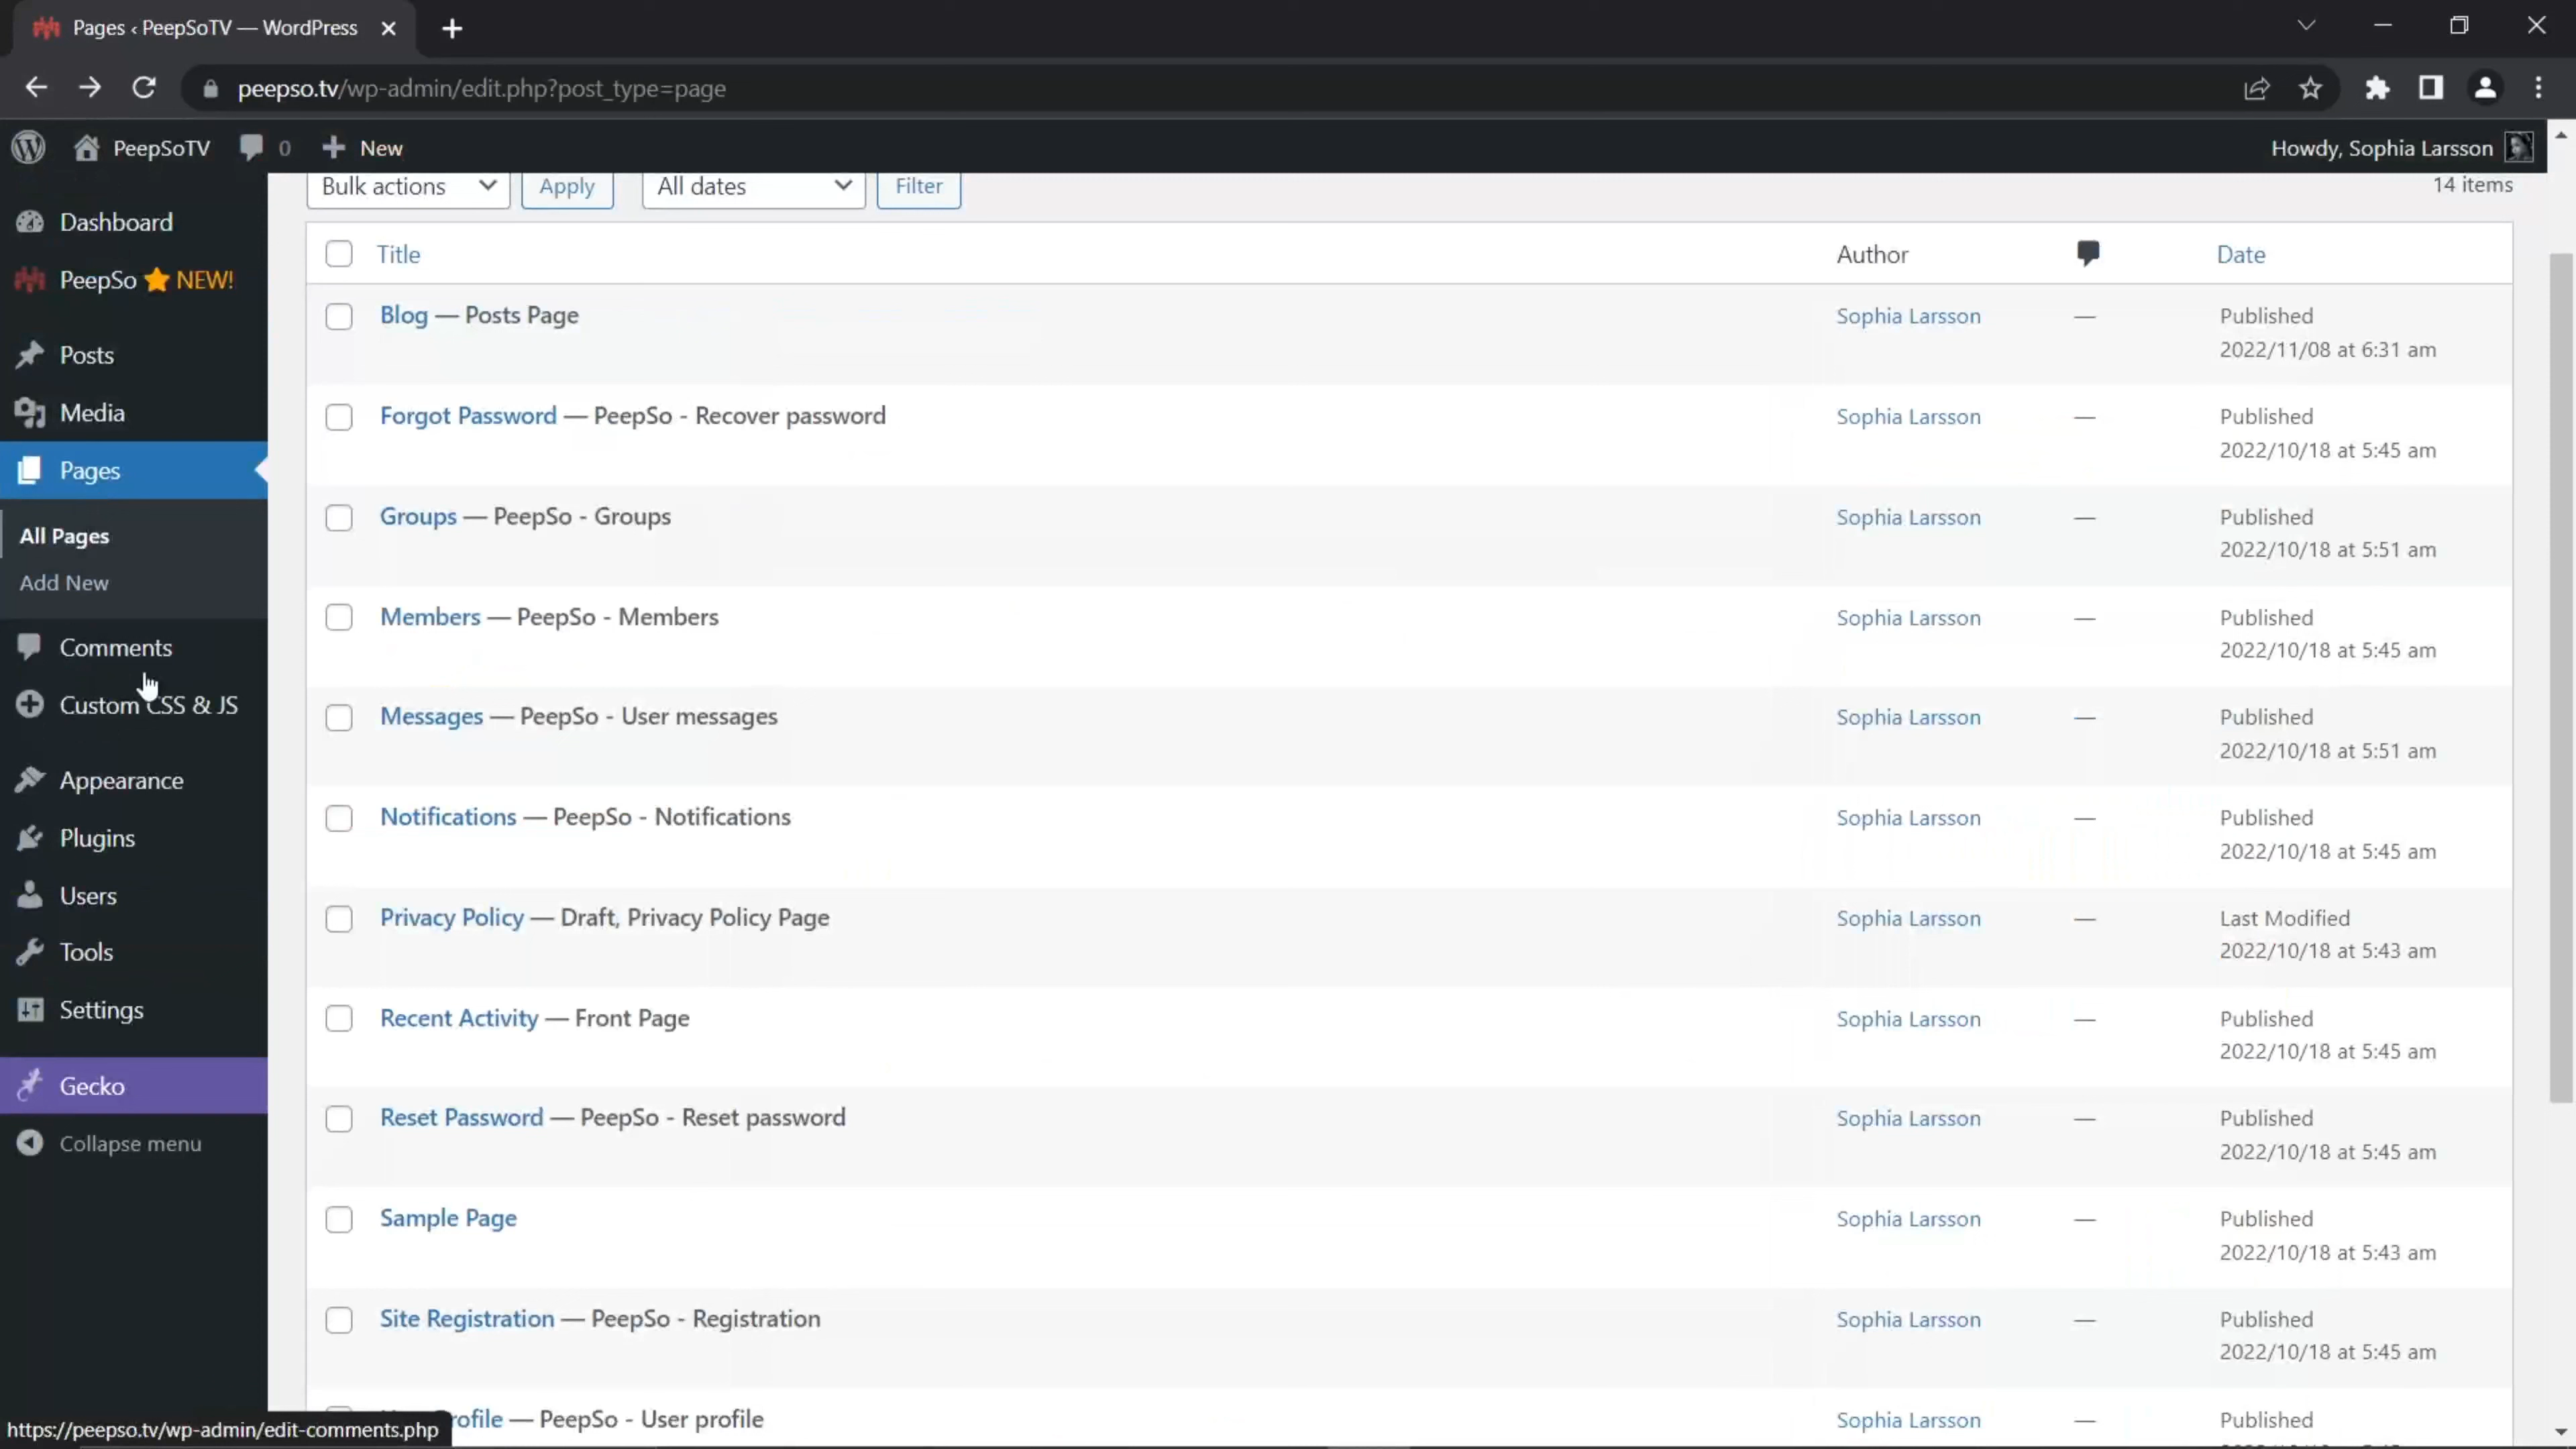 Pages ‹ PeepSoTV — WordPress
peepso.tv/wp-admin/edit.php?post_type=page
PeepSoTV 0 New Howdy, Sophia Larsson
Dashboard
PeepSo NEW!
Posts
Media
Pages
All Pages
Add New
Comments
Custom CSS & JS
Appearance
Plugins
Users
Tools
Settings
Gecko
Collapse menu
Bulk actions Apply All dates Filter 14 items
Title Author Date
Blog — Posts Page Sophia Larsson — Published
2022/11/08 at 6:31 am
Forgot Password — PeepSo - Recover password Sophia Larsson — Published
2022/10/18 at 5:45 am
Groups — PeepSo - Groups Sophia Larsson — Published
2022/10/18 at 5:51 am
Members — PeepSo - Members Sophia Larsson — Published
2022/10/18 at 5:45 am
Messages — PeepSo - User messages Sophia Larsson — Published
2022/10/18 at 5:51 am
Notifications — PeepSo - Notifications Sophia Larsson — Published
2022/10/18 at 5:45 am
Privacy Policy — Draft, Privacy Policy Page Sophia Larsson — Last Modified
2022/10/18 at 5:43 am
Recent Activity — Front Page Sophia Larsson — Published
2022/10/18 at 5:45 am
Reset Password — PeepSo - Reset password Sophia Larsson — Published
2022/10/18 at 5:45 am
Sample Page Sophia Larsson — Published
2022/10/18 at 5:43 am
Site Registration — PeepSo - Registration Sophia Larsson — Published
2022/10/18 at 5:45 am
— PeepSo - User profile Sophia Larsson — Published
https://peepso.tv/wp-admin/edit-comments.php